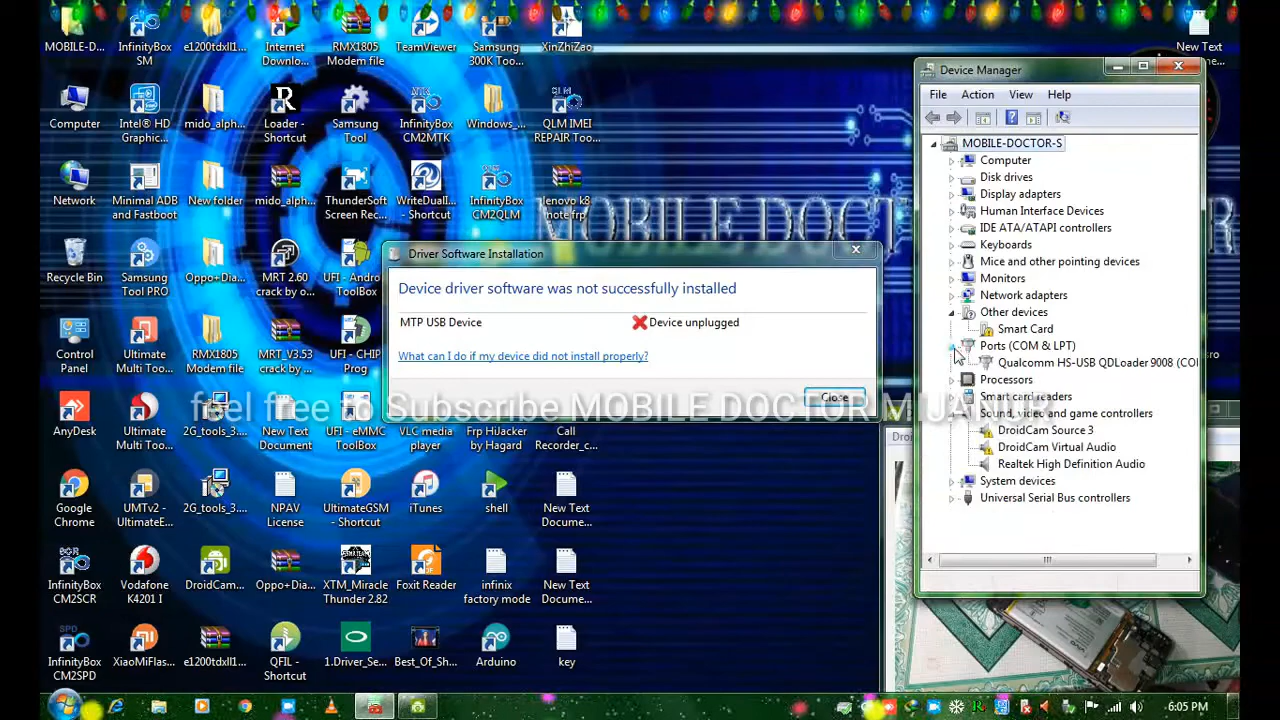 MOBILE-D...
InfinityBox
SM
e1200tdxll1...
Internet
Downlo...
RMX1805
Modem file
TeamViewer
Samsung
300K Too...
XinZhiZao
New Text
Computer
Intel® HD
Graphic...
mido_alph...
Loader -
Shortcut
Samsung
Tool
InfinityBox
CM2MTK
Windows_...
QLM IMEI
REPAIR Too...
Network
Minimal ADB
and Fastboot
New folder
mido_alph...
ThunderSoft
Screen Rec...
WriteDualI...
- Shortcut
InfinityBox
CM2QLM
lenovo k8
note frp
MOBILE DOCT
Recycle Bin
Samsung
Tool PRO
Oppo+Dia...
MRT 2.60
crack by o...
UFI - Andro
ToolBox
Control
Panel
Ultimate
Multi Too...
RMX1805
Modem file
MRT_V3.53
crack by o...
UFI - CHIP
Prog
AnyDesk
Ultimate
Multi Too...
2G_tools_3....
New Text
Document
UFI - eMMC
ToolBox
VLC media
player
Frp HiJacker
by Hagard
Call
Recorder_c...
Google
Chrome
UMTv2 -
UltimateE...
2G_tools_3....
NPAV
License
UltimateGSM
- Shortcut
iTunes
shell
New Text
Docume...
InfinityBox
CM2SCR
Vodafone
K4201 I
DroidCam...
Oppo+Dia...
XTM_Miracle
Thunder 2.82
Foxit Reader
infinix
factory mode
New Text
Docume...
InfinityBox
CM2SPD
XiaoMiFlas...
e1200tdxll1...
QFIL -
Shortcut
1.Driver_Se...
Best_Of_Sh...
Arduino
key
Driver Software Installation
Device driver software was not successfully installed
MTP USB Device
Device unplugged
What can I do if my device did not install properly?
Close
feel free to Subscribe MOBILE DOCTOR
Device Manager
File Action View Help
MOBILE-DOCTOR-S
Computer
Disk drives
Display adapters
Human Interface Devices
IDE ATA/ATAPI controllers
Keyboards
Mice and other pointing devices
Monitors
Network adapters
Other devices
Smart Card
Ports (COM & LPT)
Qualcomm HS-USB QDLoader 9008 (CO
Processors
Smart card readers
Sound, video and game controllers
DroidCam Source 3
DroidCam Virtual Audio
Realtek High Definition Audio
System devices
Universal Serial Bus controllers
6:05 PM